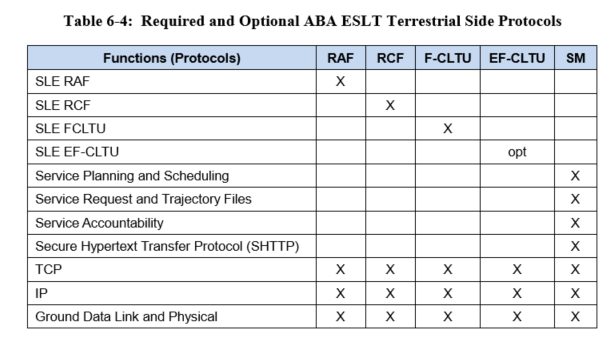 Table 6-4: Required and Optional ABA ESLT Terrestrial Side Protocols
Functions (Protocols) RAF RCF F-CLTU EF-CLTU SM
SLE RAF X
SLE RCF X
SLE FCLTU X
SLE EF-CLTU opt
Service Planning and Scheduling X
Service Request and Trajectory Files X
Service Accountability X
Secure Hypertext Transfer Protocol (SHTTP) X
TCP X X X X X
IP X X X X X
Ground Data Link and Physical X X X X X